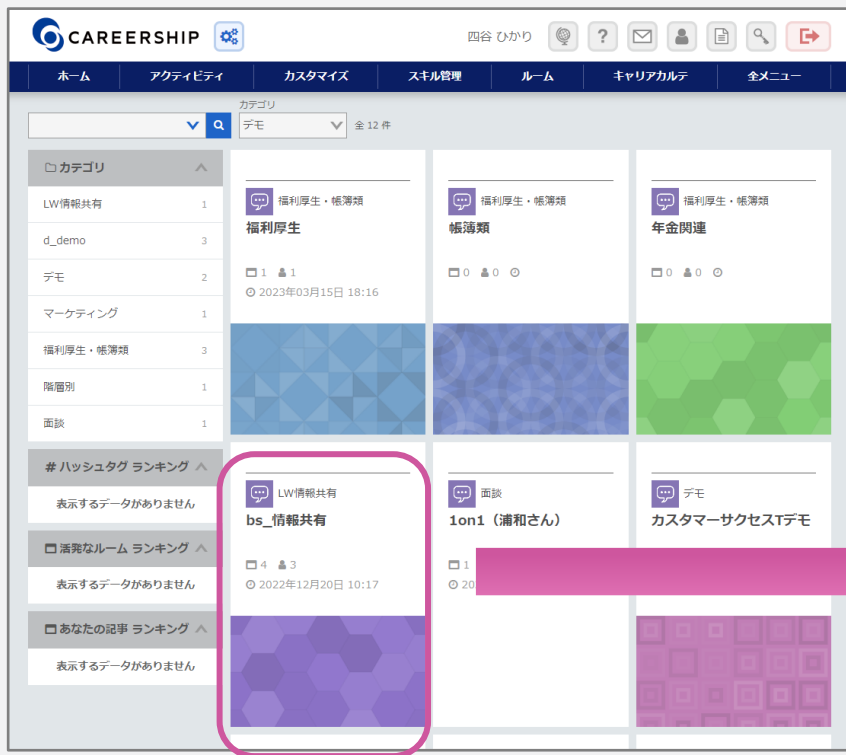 CAREERSHIP
四谷 ひかり
?
ホーム アクティビティ カスタマイズ スキル管理 ルーム キャリアカルテ 全メニュー
カテゴリ
デモ 全 12 件
カテゴリ
LW情報共有 1
d_demo 3
デモ 2
マーケティング 1
福利厚生・帳簿類 3
階層別 1
面談 1
# ハッシュタグ ランキング
表示するデータがありません
活発なルーム ランキング
表示するデータがありません
あなたの記事 ランキング
表示するデータがありません
福利厚生・帳簿類
福利厚生
1 1
2023年03月15日 18:16
福利厚生・帳簿類
帳簿類
0 0
福利厚生・帳簿類
年金関連
0 0
LW情報共有
bs_情報共有
4 3
2022年12月20日 10:17
面談
1on1（浦和さん）
1
20
デモ
カスタマーサクセスTデモ